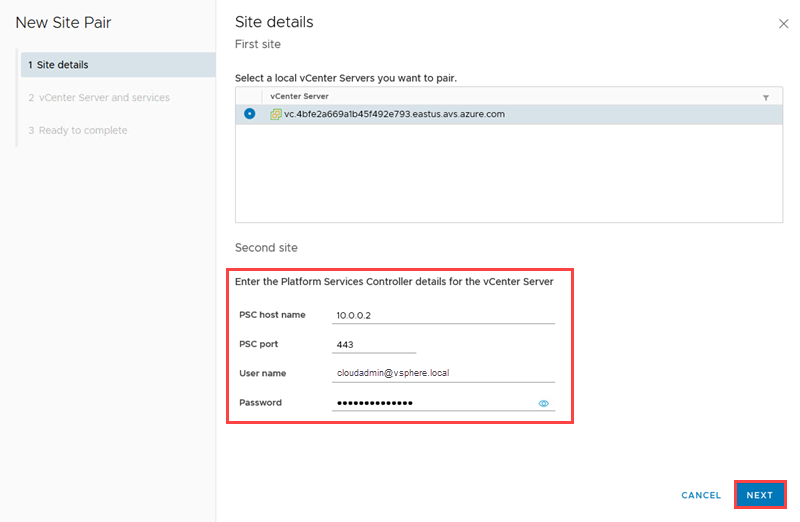 New Site Pair
1 Site details
2 vCenter Server and services
3 Ready to complete
Site details
First site
Select a local vCenter Servers you want to pair.
vCenter Server
vc.4bfe2a669a1b45f492e793.eastus.avs.azure.com
Second site
Enter the Platform Services Controller details for the vCenter Server
PSC host name 10.0.0.2
PSC port 443
User name cloudadmin@vsphere.local
Password ••••••••••••••
CANCEL NEXT